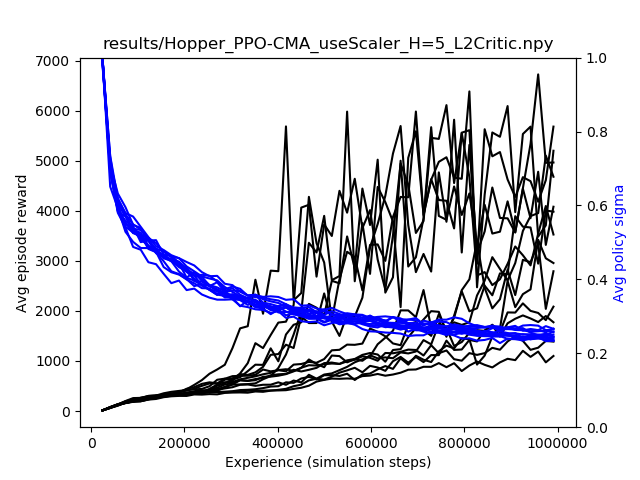 results/Hopper_PPO-CMA_useScaler_H=5_L2Critic.npy
7000
6000
5000
4000
3000
2000
1000
0
Avg episode reward
1.0
0.8
0.6
0.4
0.2
0.0
Avg policy sigma
0 200000 400000 600000 800000 1000000
Experience (simulation steps)